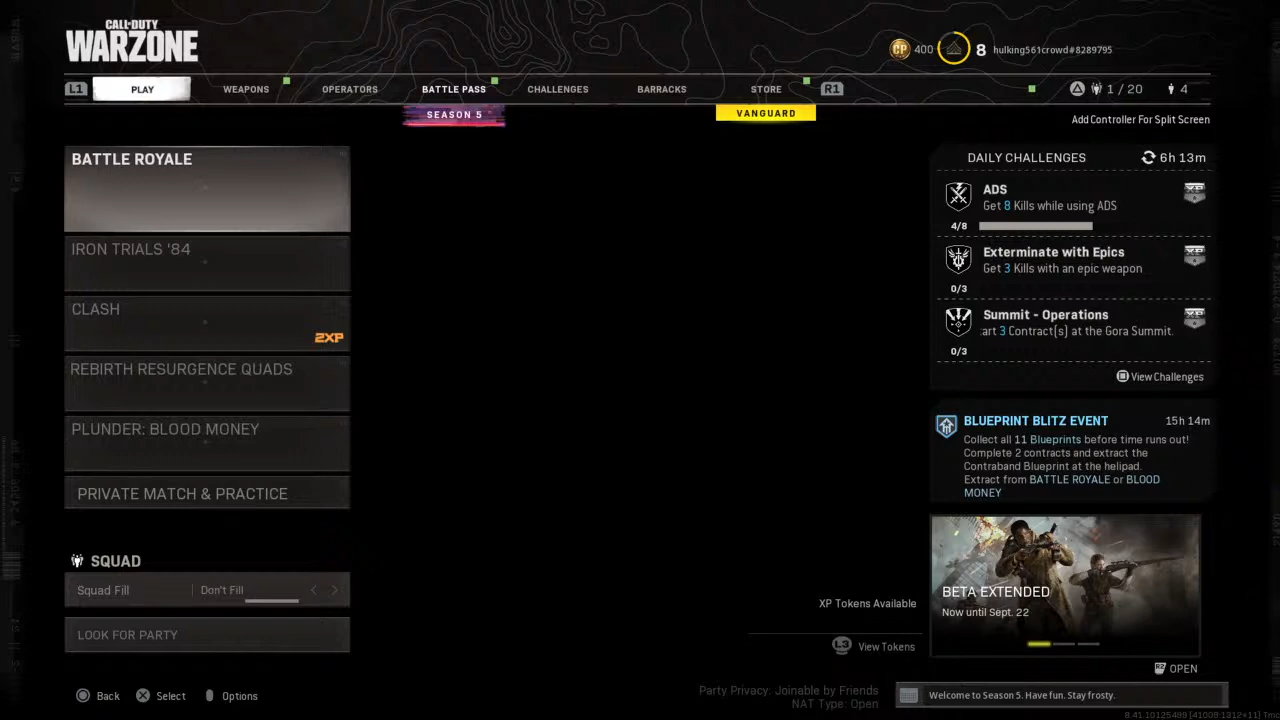 CALL OF DUTY
WARZONE
CP 400 8 hulking561crowd#8289795
L1 PLAY WEAPONS OPERATORS BATTLE PASS CHALLENGES BARRACKS STORE R1 1 / 20 4
SEASON 5 VANGUARD
Add Controller For Split Screen
BATTLE ROYALE
IRON TRIALS '84
CLASH
2XP
REBIRTH RESURGENCE QUADS
PLUNDER: BLOOD MONEY
PRIVATE MATCH & PRACTICE
SQUAD
Squad Fill Don't Fill
LOOK FOR PARTY
Back Select Options
DAILY CHALLENGES 6h 13m
ADS XP
Get 8 Kills while using ADS
4/8
Exterminate with Epics XP
Get 3 Kills with an epic weapon
0/3
Summit - Operations XP
art 3 Contract(s) at the Gora Summit.
0/3
View Challenges
BLUEPRINT BLITZ EVENT 15h 14m
Collect all 11 Blueprints before time runs out!
Complete 2 contracts and extract the
Contraband Blueprint at the helipad.
Extract from BATTLE ROYALE or BLOOD
MONEY
BETA EXTENDED
Now until Sept. 22
XP Tokens Available
L3 View Tokens
OPEN
Party Privacy: Joinable by Friends
NAT Type: Open
Welcome to Season 5. Have fun. Stay frosty.